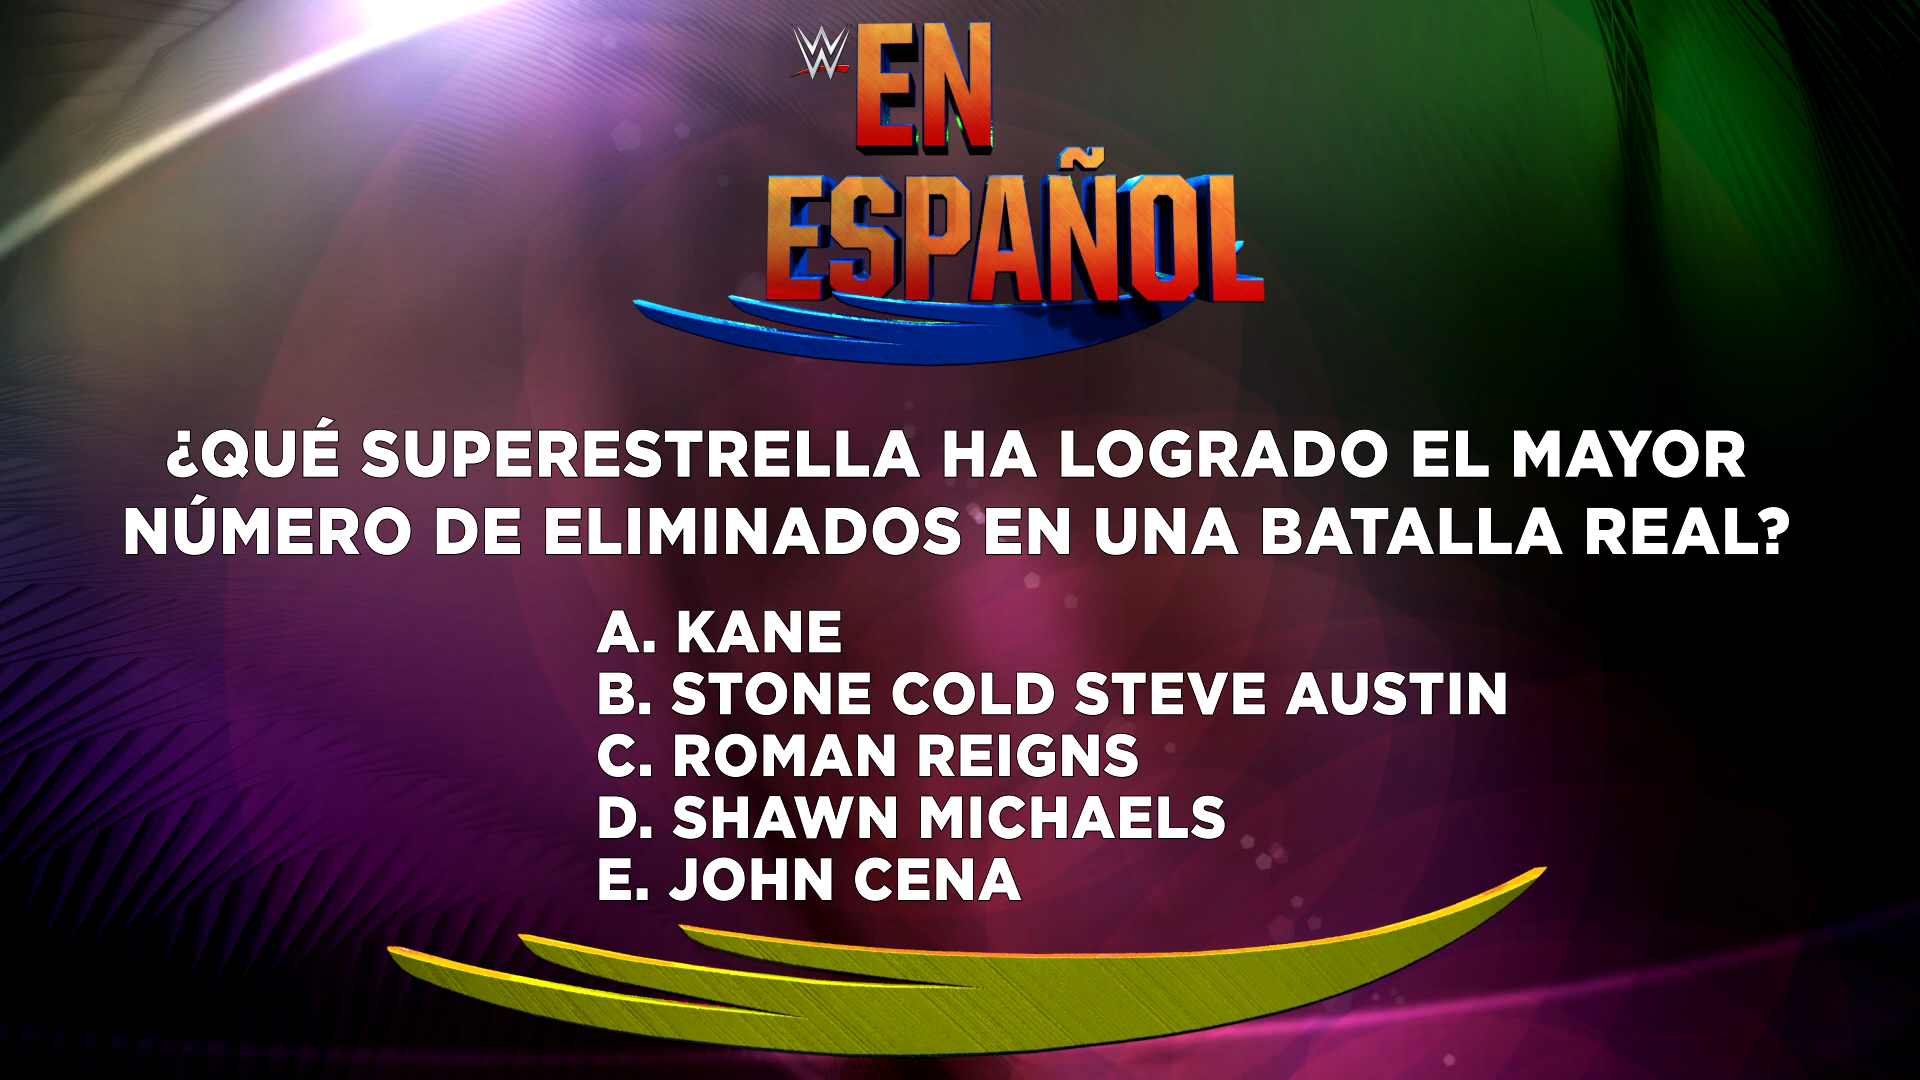 W EN
ESPAÑOL
¿QUÉ SUPERESTRELLA HA LOGRADO EL MAYOR
NÚMERO DE ELIMINADOS EN UNA BATALLA REAL?
A. KANE
B. STONE COLD STEVE AUSTIN
C. ROMAN REIGNS
D. SHAWN MICHAELS
E. JOHN CENA